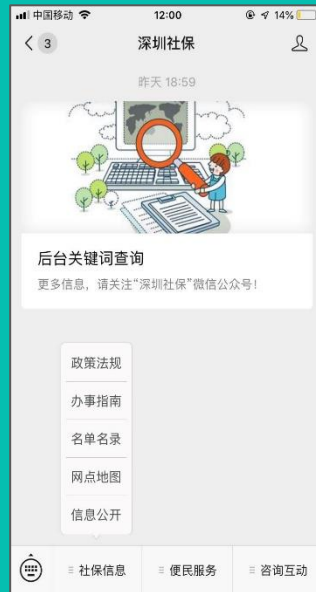 中国移动 12:00 14%
3 深圳社保
昨天 18:59
后台关键词查询
更多信息，请关注“深圳社保”微信公众号！
政策法规
办事指南
名单名录
网点地图
信息公开
社保信息 便民服务 咨询互动